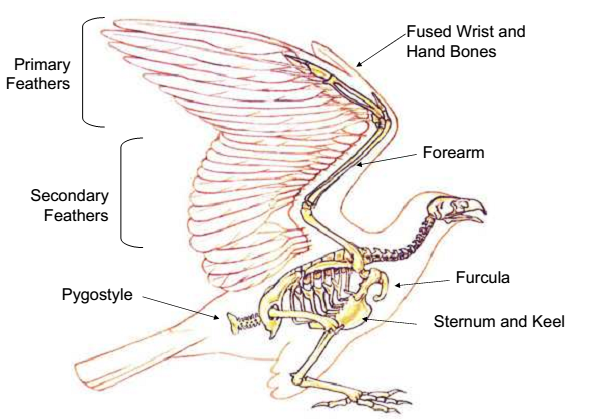 Primary
Feathers
Fused Wrist and
Hand Bones
Forearm
Secondary
Feathers
Furcula
Pygostyle
Sternum and Keel